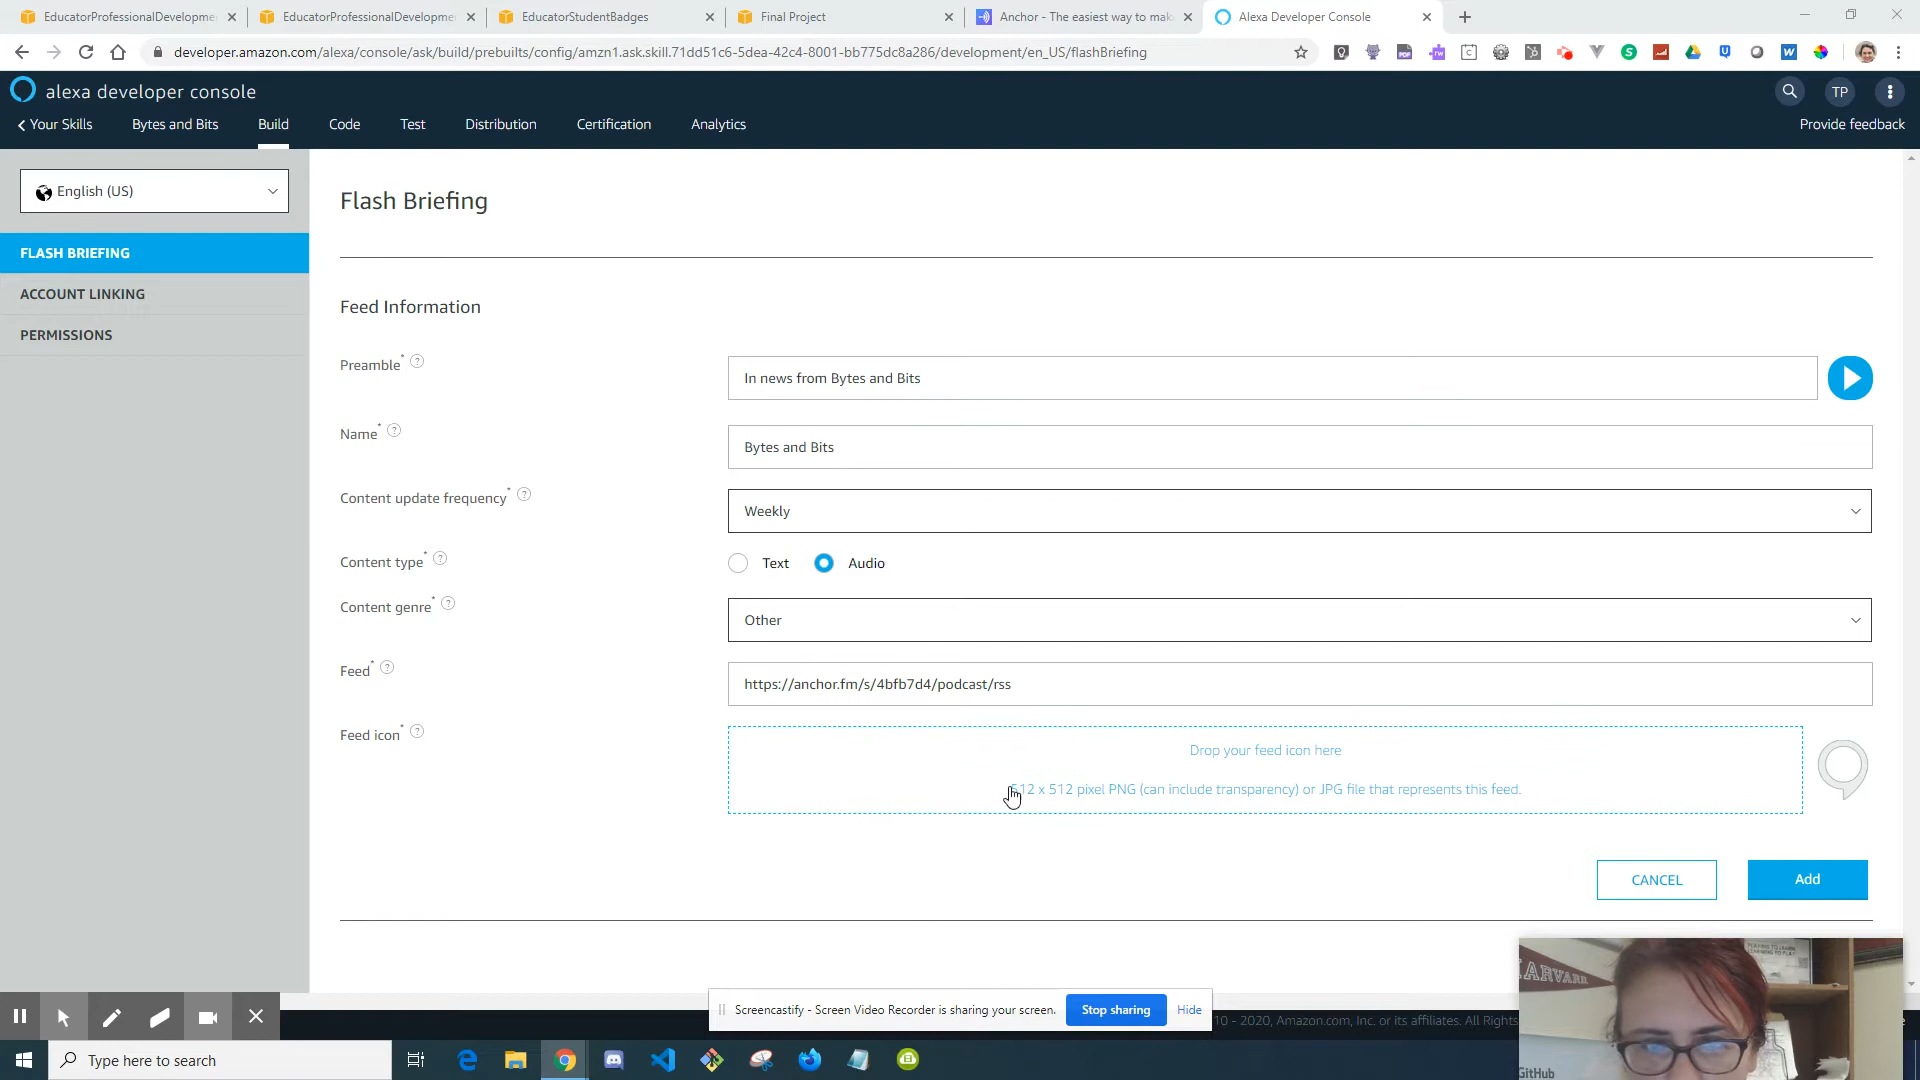 EducatorProfessionalDevelopme
EducatorProfessionalDevelopme
EducatorStudentBadges
Final Project
Anchor - The easiest way to mak
Alexa Developer Console
developer.amazon.com/alexa/console/ask/build/prebuilts/config/amzn1.ask.skill.71dd51c6-5dea-42c4-8001-bb775dc8a286/development/en_US/flashBriefing
alexa developer console
TP
Your Skills
Bytes and Bits
Build
Code
Test
Distribution
Certification
Analytics
Provide feedback
English (US)
FLASH BRIEFING
ACCOUNT LINKING
PERMISSIONS
Flash Briefing
Feed Information
Preamble* ?
In news from Bytes and Bits
Name* ?
Bytes and Bits
Content update frequency* ?
Weekly
Content type* ?
Text
Audio
Content genre* ?
Other
Feed* ?
https://anchor.fm/s/4bfb7d4/podcast/rss
Feed icon* ?
Drop your feed icon here
512 x 512 pixel PNG (can include transparency) or JPG file that represents this feed.
CANCEL
Add
HARVARD
Screencastify - Screen Video Recorder is sharing your screen.
Stop sharing
Hide
10 - 2020, Amazon.com, Inc. or its affiliates. All Rights
Type here to search
GitHub